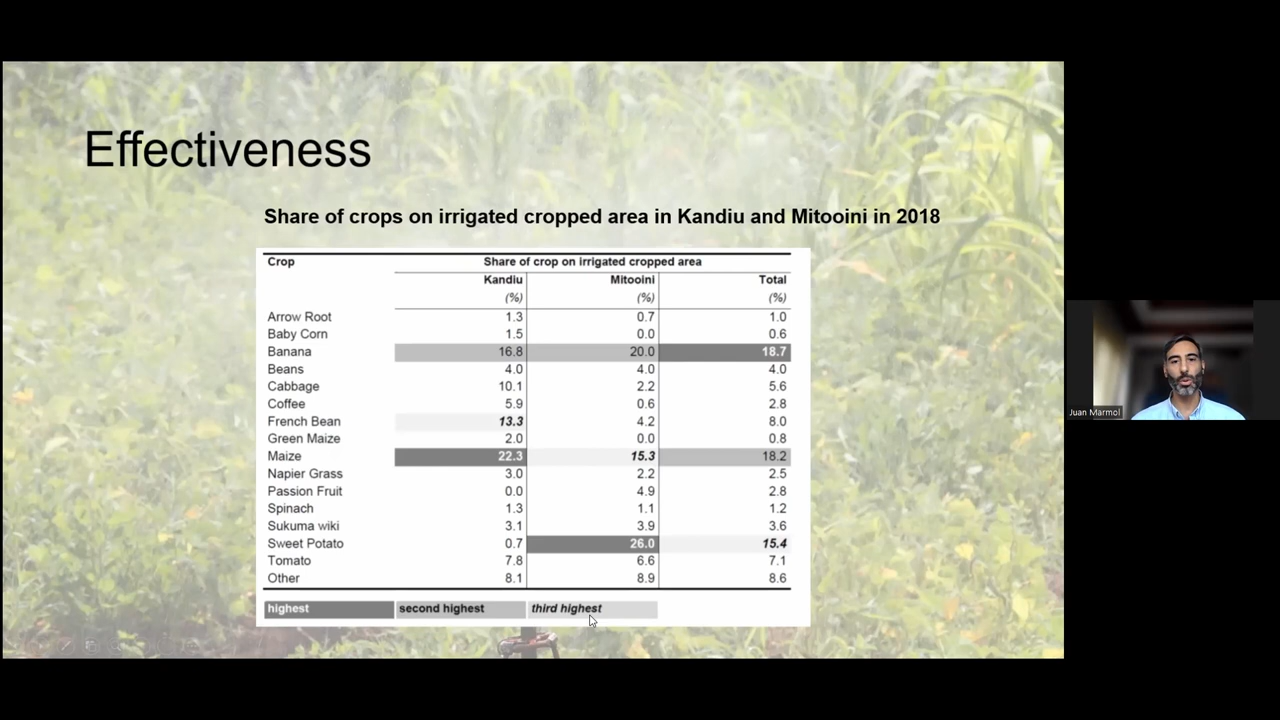 Effectiveness
Share of crops on irrigated cropped area in Kandiu and Mitooini in 2018
Crop Share of crop on irrigated cropped area
Kandiu Mitooini Total
(%) (%) (%)
Arrow Root 1.3 0.7 1.0
Baby Corn 1.5 0.0 0.6
Banana 16.8 20.0 18.7
Beans 4.0 4.0 4.0
Cabbage 10.1 2.2 5.6
Coffee 5.9 0.6 2.8
French Bean 13.3 4.2 8.0
Green Maize 2.0 0.0 0.8
Maize 22.3 15.3 18.2
Napier Grass 3.0 2.2 2.5
Passion Fruit 0.0 4.9 2.8
Spinach 1.3 1.1 1.2
Sukuma wiki 3.1 3.9 3.6
Sweet Potato 0.7 26.0 15.4
Tomato 7.8 6.6 7.1
Other 8.1 8.9 8.6
highest second highest third highest
Juan Marmol